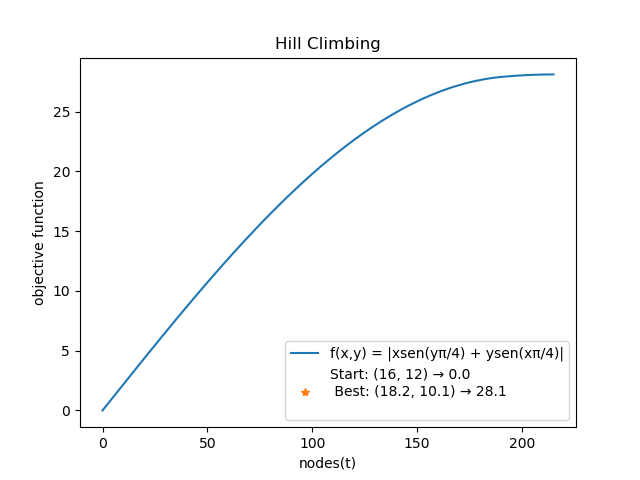 Hill Climbing
objective function
25
20
15
10
5
0
f(x,y) = |xsen(yπ/4) + ysen(xπ/4)|
Start: (16, 12) → 0.0
Best: (18.2, 10.1) → 28.1
0 50 100 150 200
nodes(t)